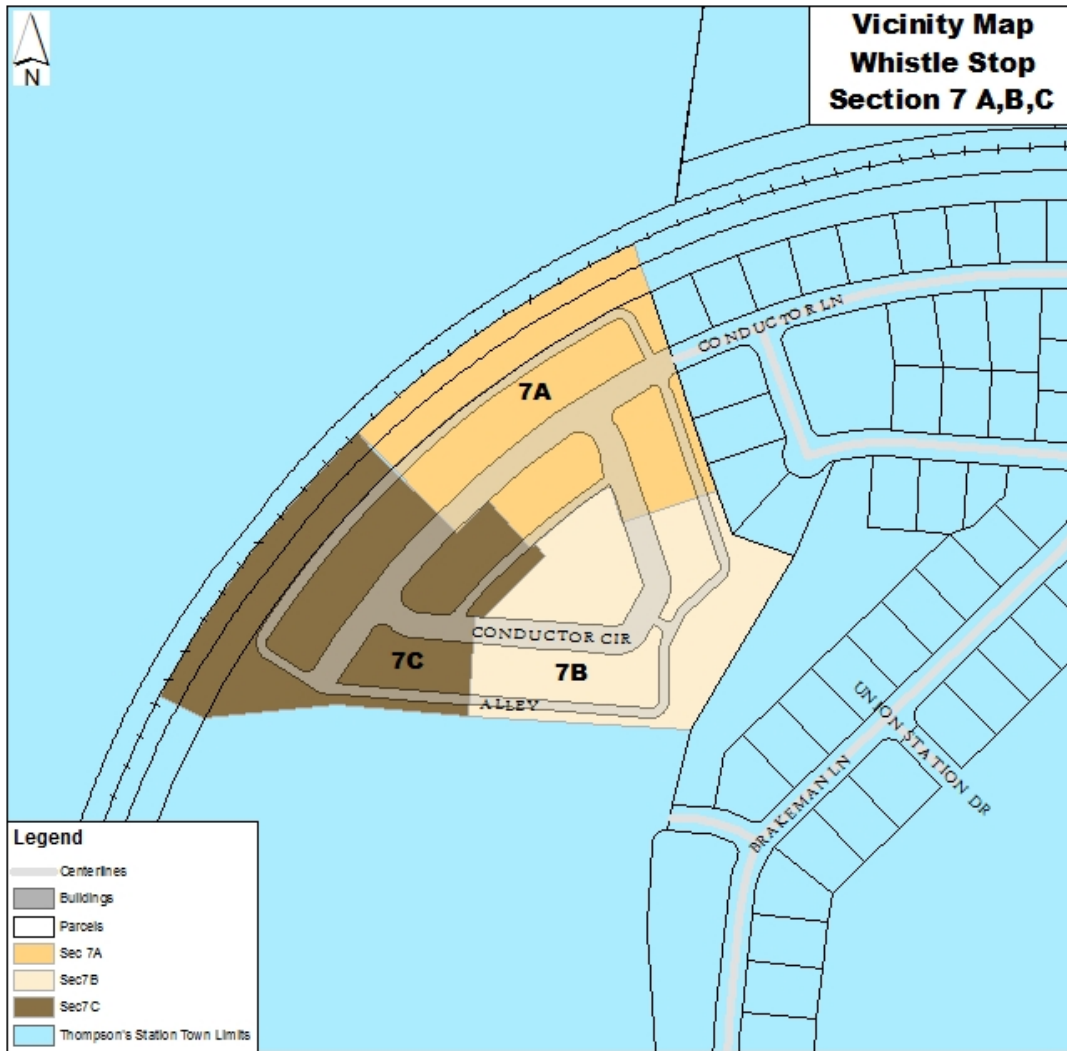 N
Vicinity Map
Whistle Stop
Section 7 A,B,C
CONDUCTOR LN
7A
CONDUCTOR CIR
7C
7B
ALLEY
UNION STATION DR
BRAKEMAN LN
Legend
Centerlines
Buildings
Parcels
Sec 7A
Sec7B
Sec7C
Thompson's Station Town Limits